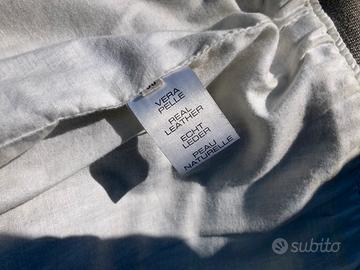 VERA
PELLE
REAL
LEATHER
ECHT
LEDER
PEAU
NATURELLE
subito